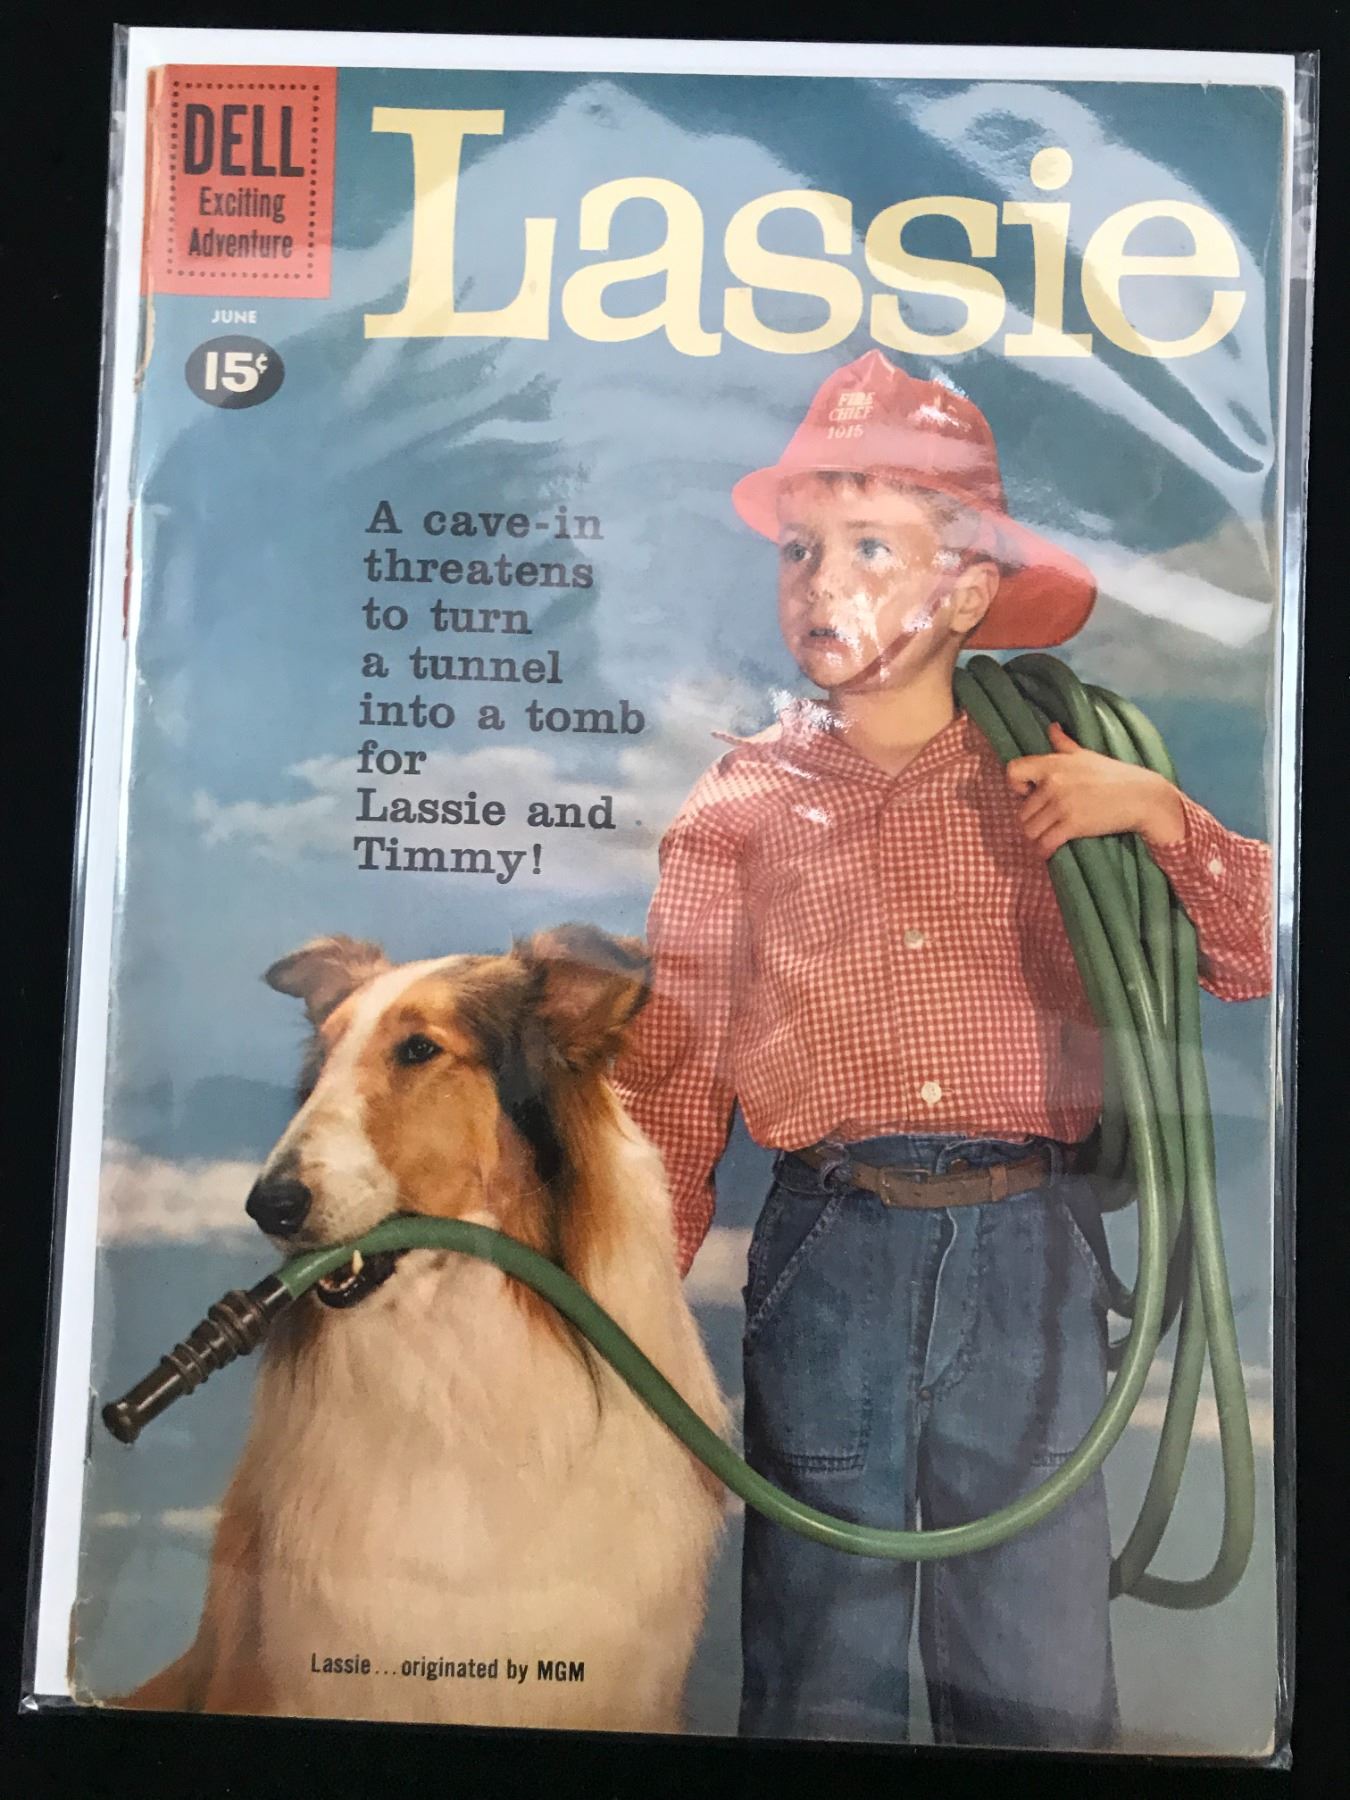 DELL
Exciting
Adventure
JUNE
15¢
Lassie
FIRE
CHIEF
1015
A cave-in
threatens
to turn
a tunnel
into a tomb
for
Lassie and
Timmy!
Lassie...originated by MGM